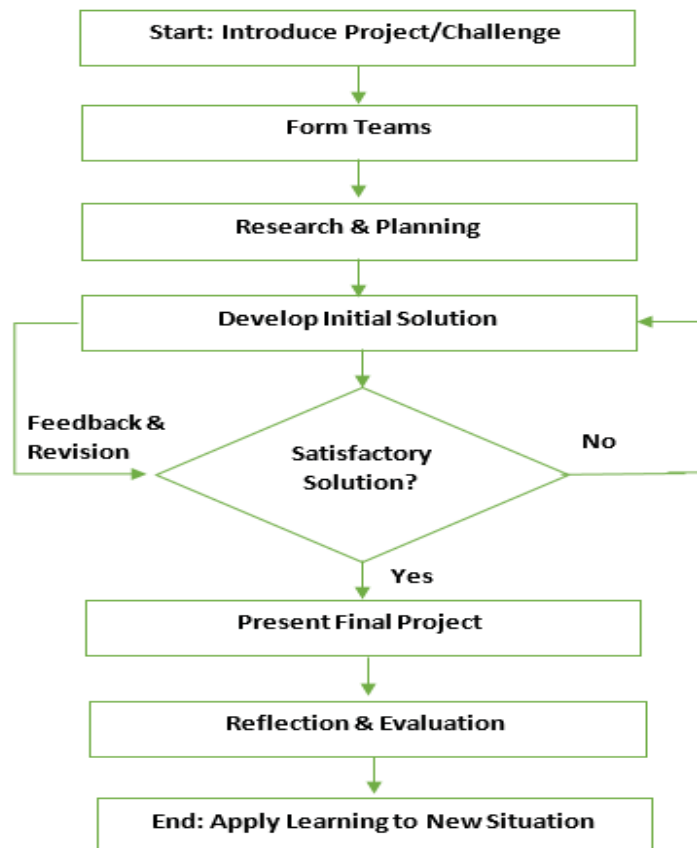 Start: Introduce Project/Challenge
Form Teams
Research & Planning
Develop Initial Solution
Feedback &
Revision
Satisfactory
Solution?
No
Yes
Present Final Project
Reflection & Evaluation
End: Apply Learning to New Situation